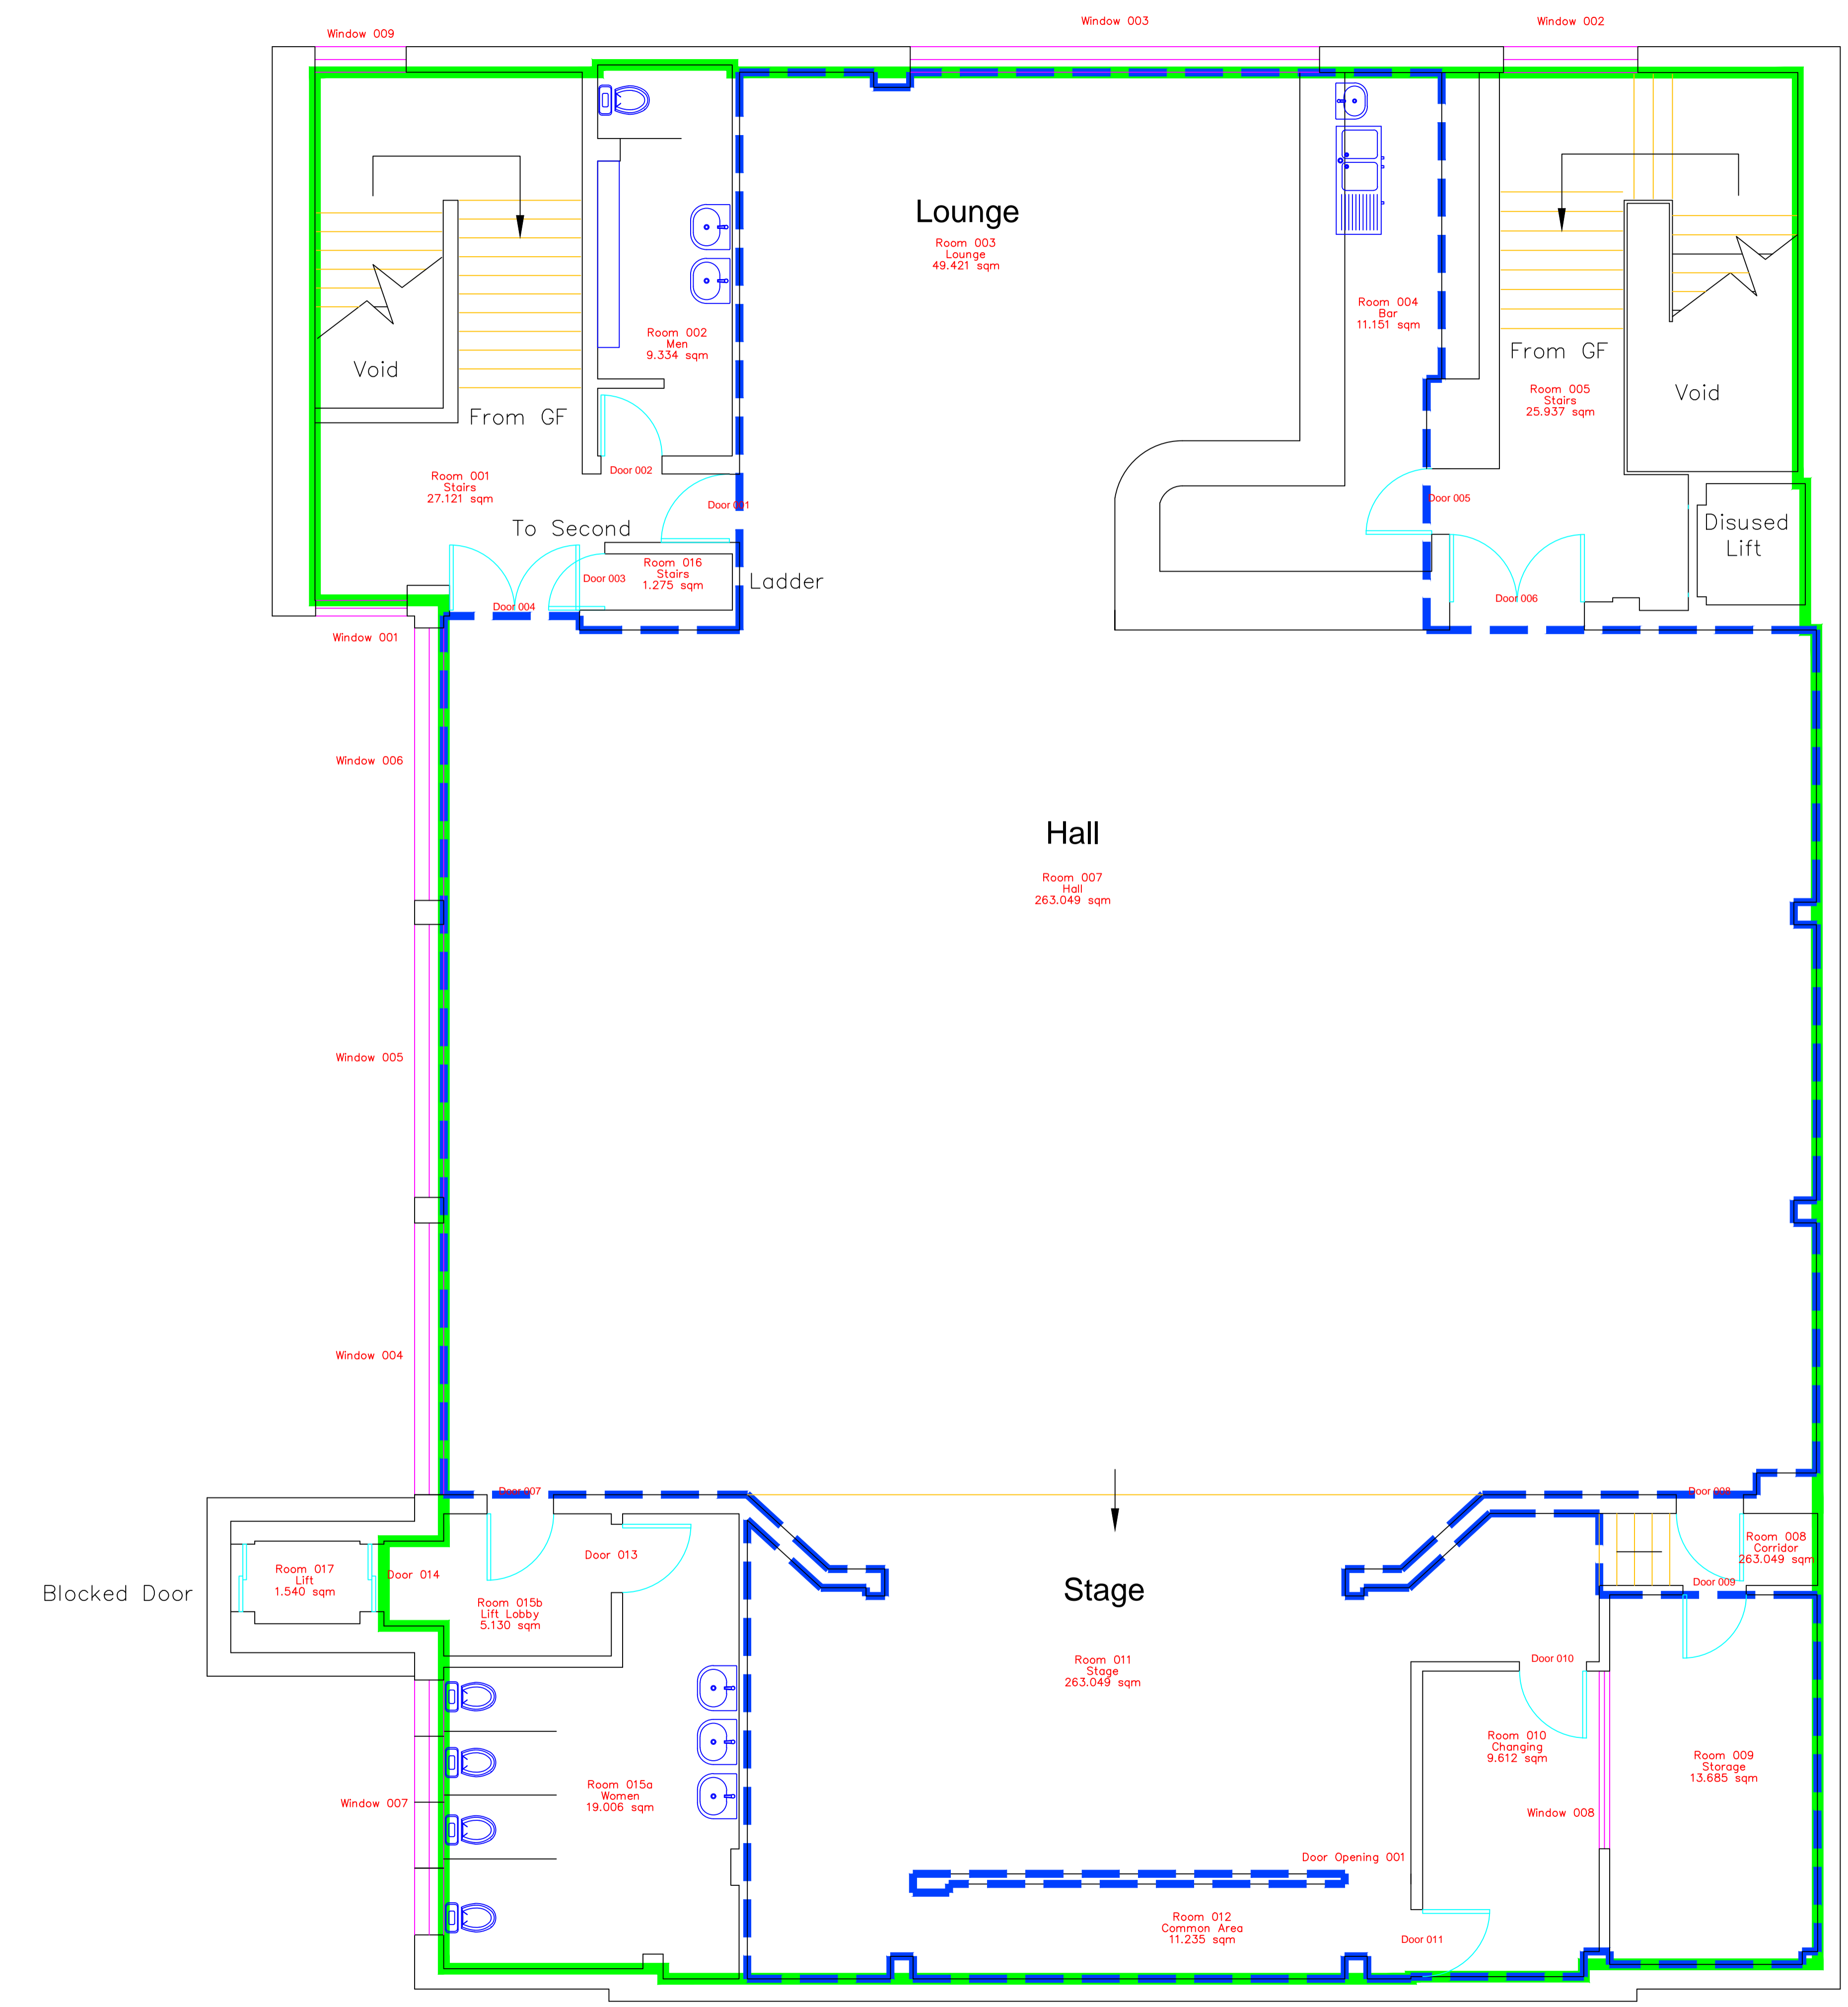 Window 009
Window 003
Window 002
Lounge
Room 003
Lounge
49.421 sqm
Room 004
Bar
11.151 sqm
Room 002
Men
9.334 sqm
Void
From GF
From GF
Room 005
Stairs
25.937 sqm
Void
Door 002
Room 001
Stairs
27.121 sqm
Door 001
Door 005
To Second
Disused
Lift
Room 016
Stairs
1.275 sqm
Ladder
Door 003
Door 004
Door 006
Window 001
Window 006
Hall
Room 007
Hall
263.049 sqm
Window 005
Window 004
Door 007
Door 008
Door 013
Room 008
Corridor
263.049 sqm
Door 014
Room 017
Lift
1.540 sqm
Blocked Door
Stage
Door 009
Room 015b
Lift Lobby
5.130 sqm
Room 011
Stage
263.049 sqm
Door 010
Room 010
Changing
9.612 sqm
Room 009
Storage
13.685 sqm
Room 015a
Women
19.006 sqm
Window 007
Window 008
Door Opening 001
Room 012
Common Area
11.235 sqm
Door 011